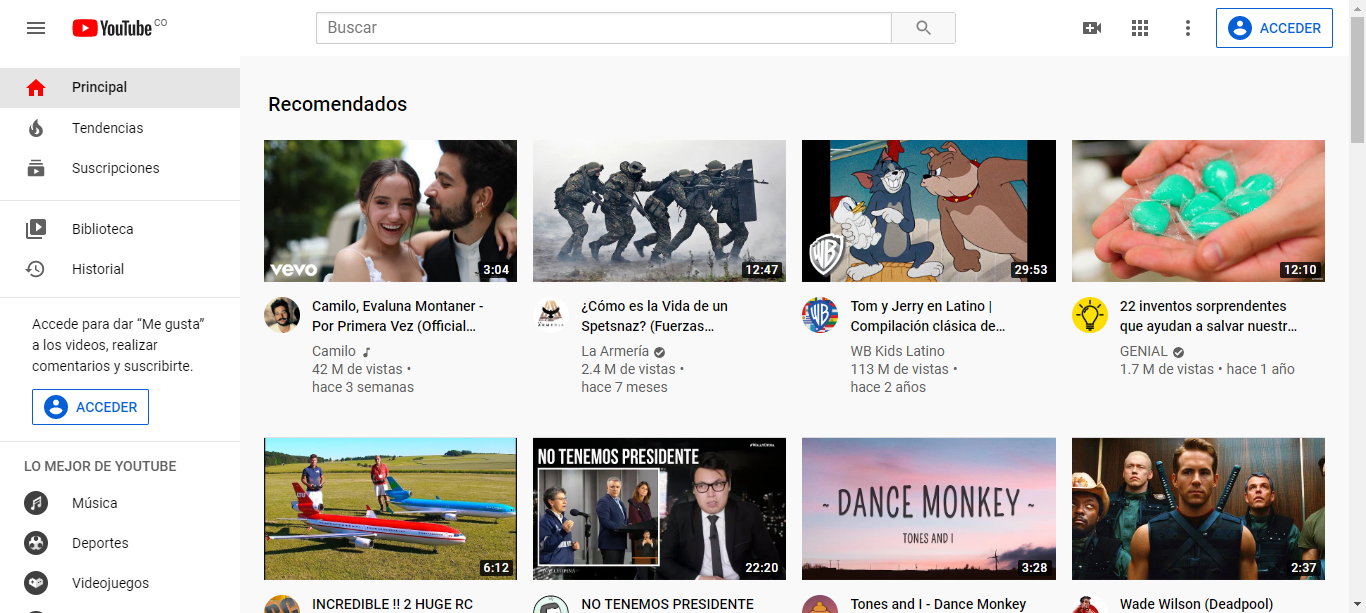 YouTube CO
Buscar
ACCEDER
Principal
Tendencias
Suscripciones
Biblioteca
Historial
Accede para dar “Me gusta”
a los videos, realizar
comentarios y suscribirte.
ACCEDER
LO MEJOR DE YOUTUBE
Música
Deportes
Videojuegos
Recomendados
vevo
3:04
Camilo, Evaluna Montaner -
Por Primera Vez (Official...
Camilo
42 M de vistas •
hace 3 semanas
12:47
¿Cómo es la Vida de un
Spetsnaz? (Fuerzas...
La Armería
2.4 M de vistas •
hace 7 meses
WB
29:53
Tom y Jerry en Latino |
Compilación clásica de...
WB Kids Latino
113 M de vistas •
hace 2 años
12:10
22 inventos sorprendentes
que ayudan a salvar nuestr...
GENIAL
1.7 M de vistas • hace 1 año
6:12
INCREDIBLE !! 2 HUGE RC
NO TENEMOS PRESIDENTE
22:20
NO TENEMOS PRESIDENTE
~ DANCE MONKEY ~
TONES AND I
3:28
Tones and I - Dance Monkey
2:37
Wade Wilson (Deadpool)